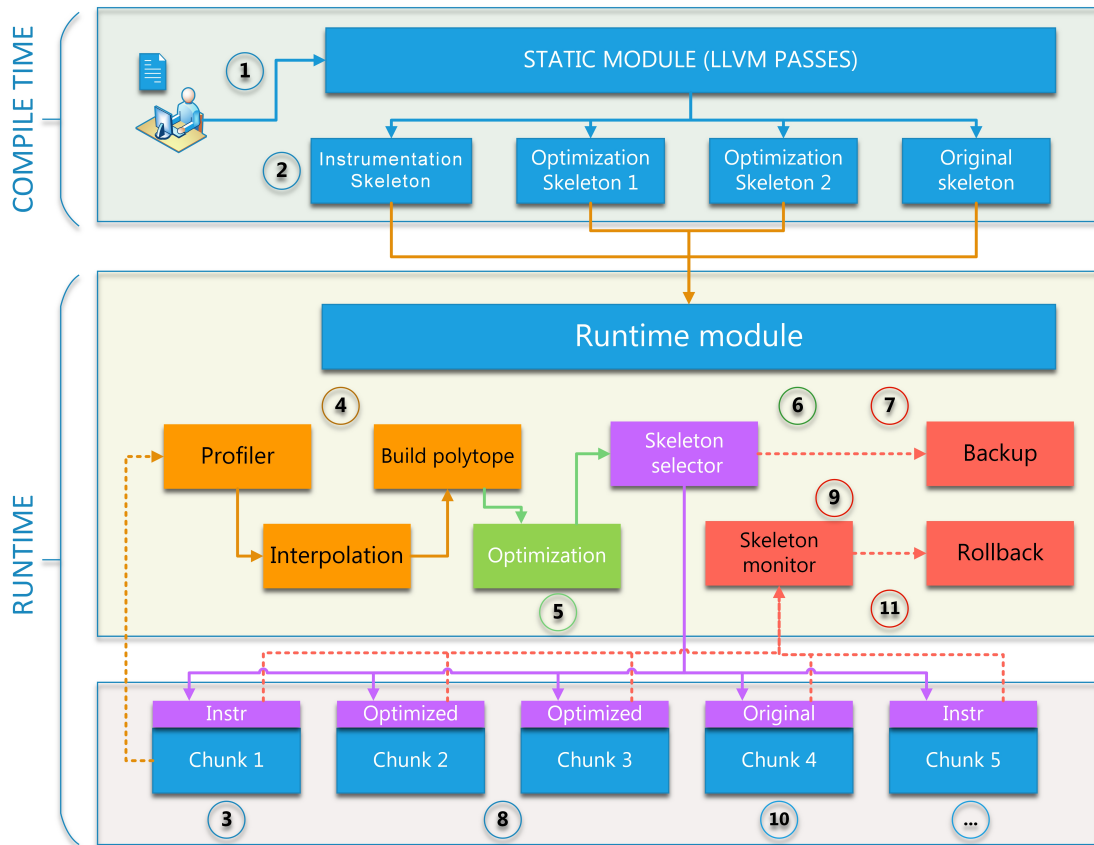 COMPILE TIME
1
STATIC MODULE (LLVM PASSES)
2
Instrumentation
Skeleton
Optimization
Skeleton 1
Optimization
Skeleton 2
Original
skeleton
RUNTIME
Runtime module
4
6
7
Profiler
Build polytope
Skeleton
selector
Backup
9
Interpolation
Optimization
Skeleton
monitor
Rollback
5
11
Instr
Optimized
Optimized
Original
Instr
Chunk 1
Chunk 2
Chunk 3
Chunk 4
Chunk 5
3
8
10
...